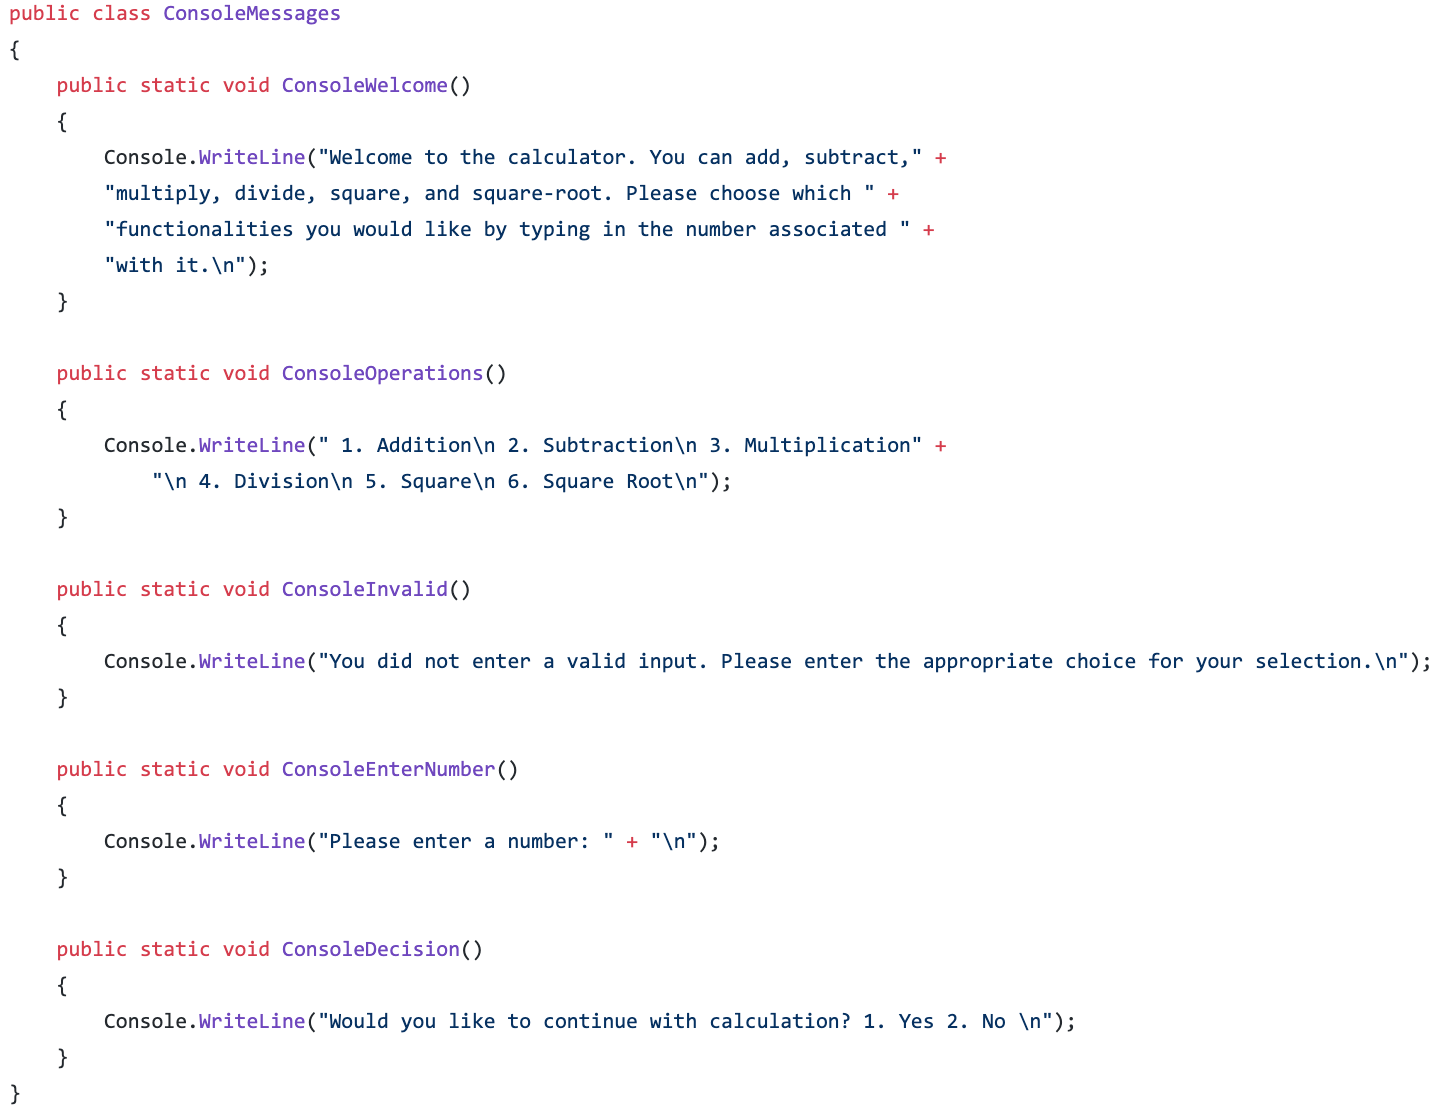 public class ConsoleMessages
{
    public static void ConsoleWelcome()
    {
        Console.WriteLine("Welcome to the calculator. You can add, subtract," +
        "multiply, divide, square, and square-root. Please choose which " +
        "functionalities you would like by typing in the number associated " +
        "with it.\n");
    }

    public static void ConsoleOperations()
    {
        Console.WriteLine(" 1. Addition\n 2. Subtraction\n 3. Multiplication" +
            "\n 4. Division\n 5. Square\n 6. Square Root\n");
    }

    public static void ConsoleInvalid()
    {
        Console.WriteLine("You did not enter a valid input. Please enter the appropriate choice for your selection.\n");
    }

    public static void ConsoleEnterNumber()
    {
        Console.WriteLine("Please enter a number: " + "\n");
    }

    public static void ConsoleDecision()
    {
        Console.WriteLine("Would you like to continue with calculation? 1. Yes 2. No \n");
    }
}